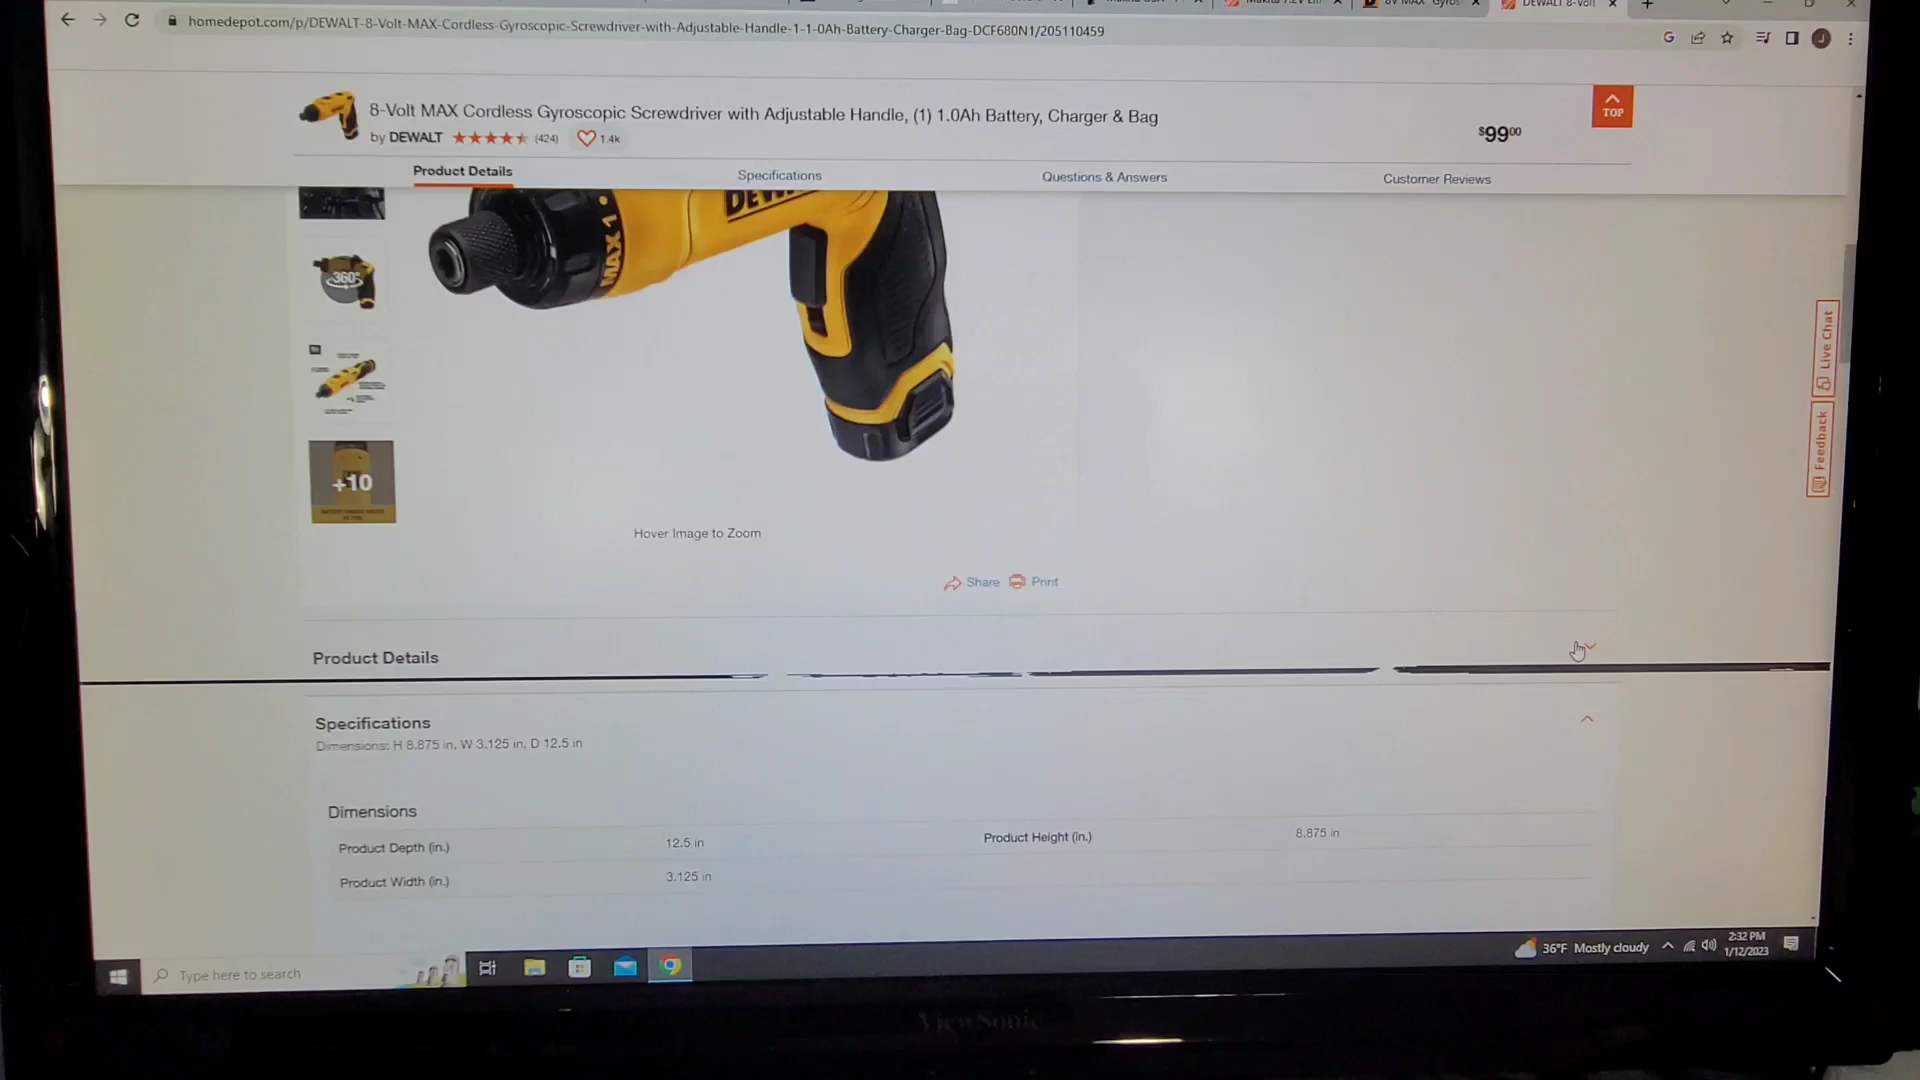 homedepot.com/p/DEWALT-8-Volt-MAX-Cordless-Gyroscopic-Screwdriver-with-Adjustable-Handle-1-1-0Ah-Battery-Charger-Bag-DCF680N1/205110459
G
J
8-Volt MAX Cordless Gyroscopic Screwdriver with Adjustable Handle, (1) 1.0Ah Battery, Charger & Bag
by DEWALT (424) 1.4k
$99.00
TOP
Product Details Specifications Questions & Answers Customer Reviews
MAX 1
360°
+10
Hover Image to Zoom
Share Print
Live Chat
Feedback
Product Details
Specifications
Dimensions: H 8.875 in, W 3.125 in, D 12.5 in
Dimensions
Product Depth (in.) 12.5 in Product Height (in.) 8.875 in
Product Width (in.) 3.125 in
Type here to search
36°F Mostly cloudy
2:32 PM
1/12/2023
ViewSonic